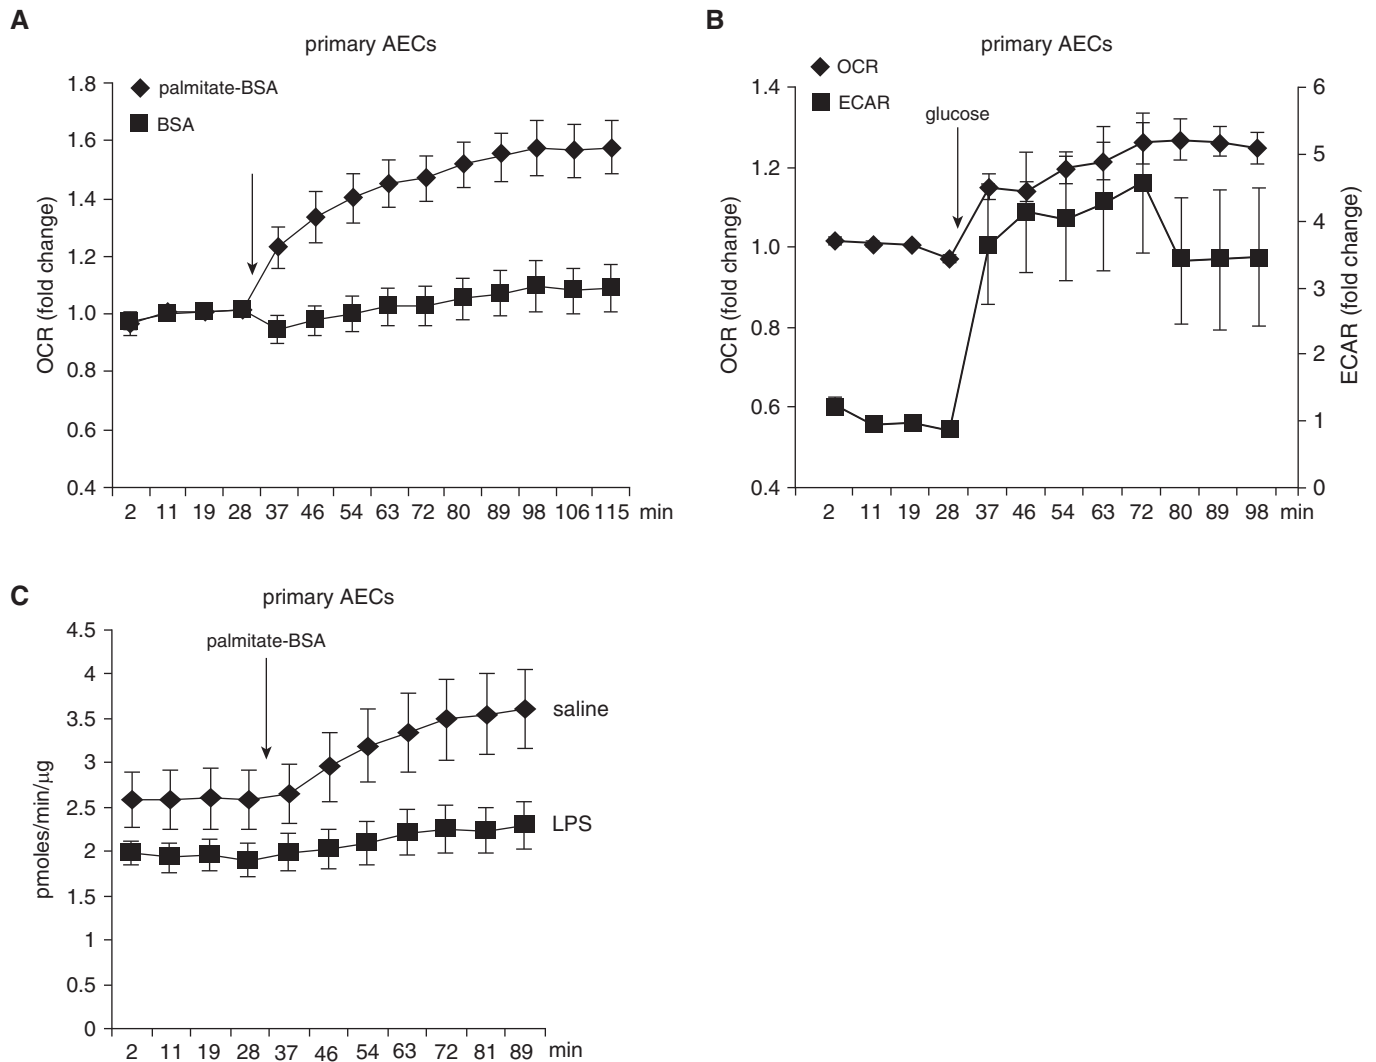 A
primary AECs
OCR (fold change)
1.8
1.6
1.4
1.2
1.0
0.8
0.6
0.4
palmitate-BSA
BSA
2 11 19 28 37 46 54 63 72 80 89 98 106 115 min
B
primary AECs
OCR
ECAR
glucose
OCR (fold change)
1.4
1.2
1.0
0.8
0.6
0.4
ECAR (fold change)
6
5
4
3
2
1
0
2 11 19 28 37 46 54 63 72 80 89 98 min
C
primary AECs
palmitate-BSA
pmoles/min/μg
4.5
4
3.5
3
2.5
2
1.5
1
0.5
0
saline
LPS
2 11 19 28 37 46 54 63 72 81 89 min